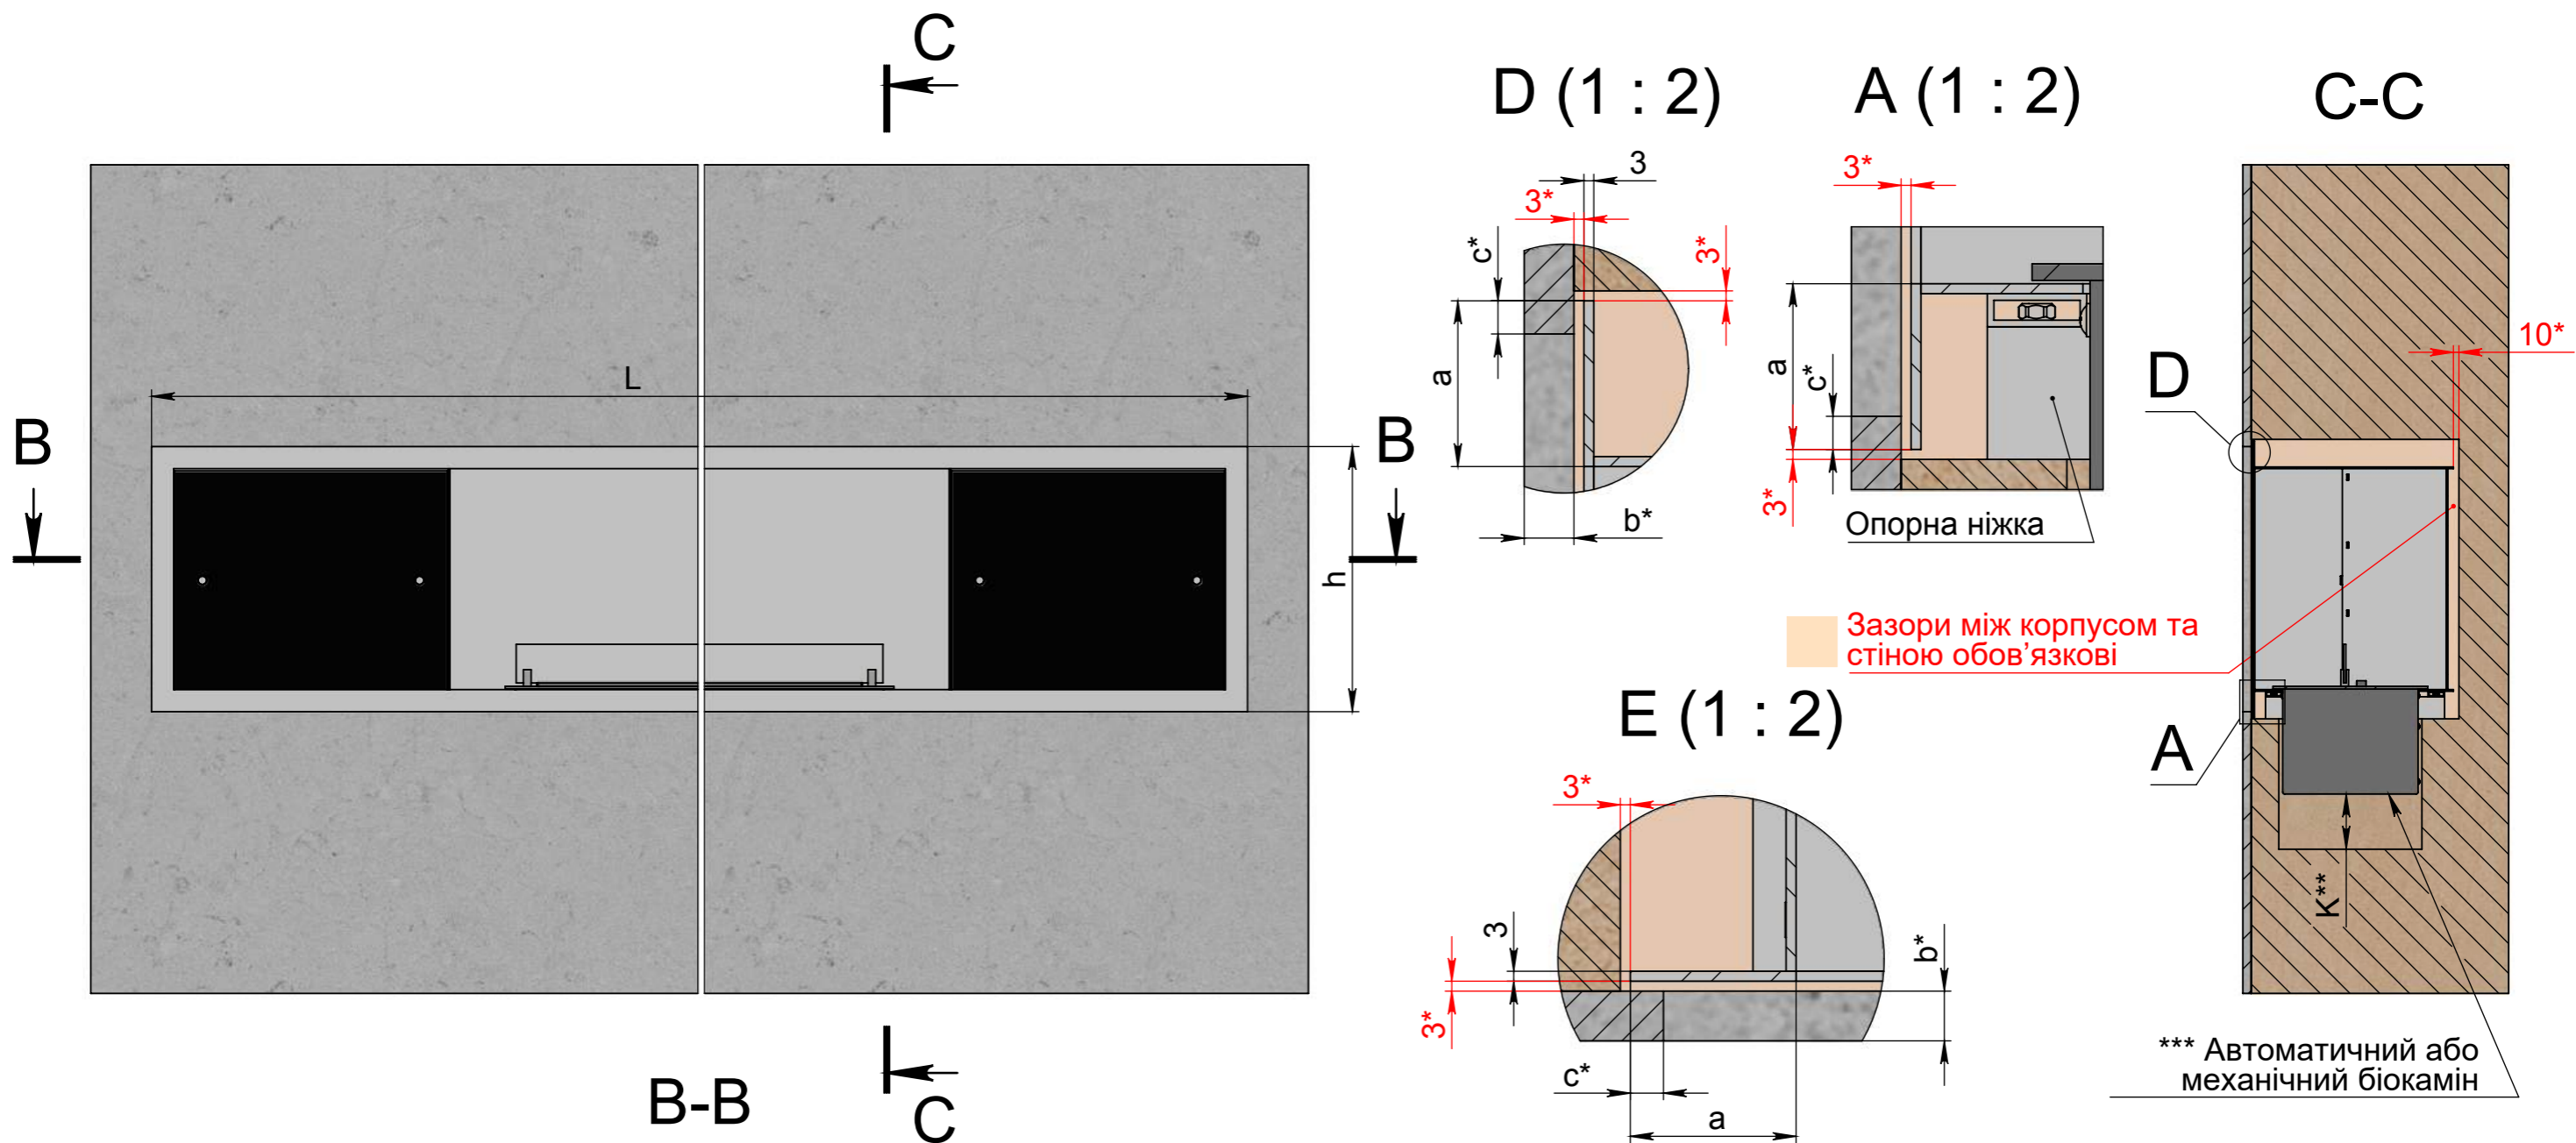 C
D (1 : 2)
A (1 : 2)
C-C
3
3*
3*
c*
3*
a
b*
a
c*
3*
Опорна ніжка
10*
D
L
B
B
h
Зазори між корпусом та
стіною обов’язкові
A
E (1 : 2)
3*
3
3*
b*
c*
a
K**
*** Автоматичний або
механічний біокамін
B-B
C